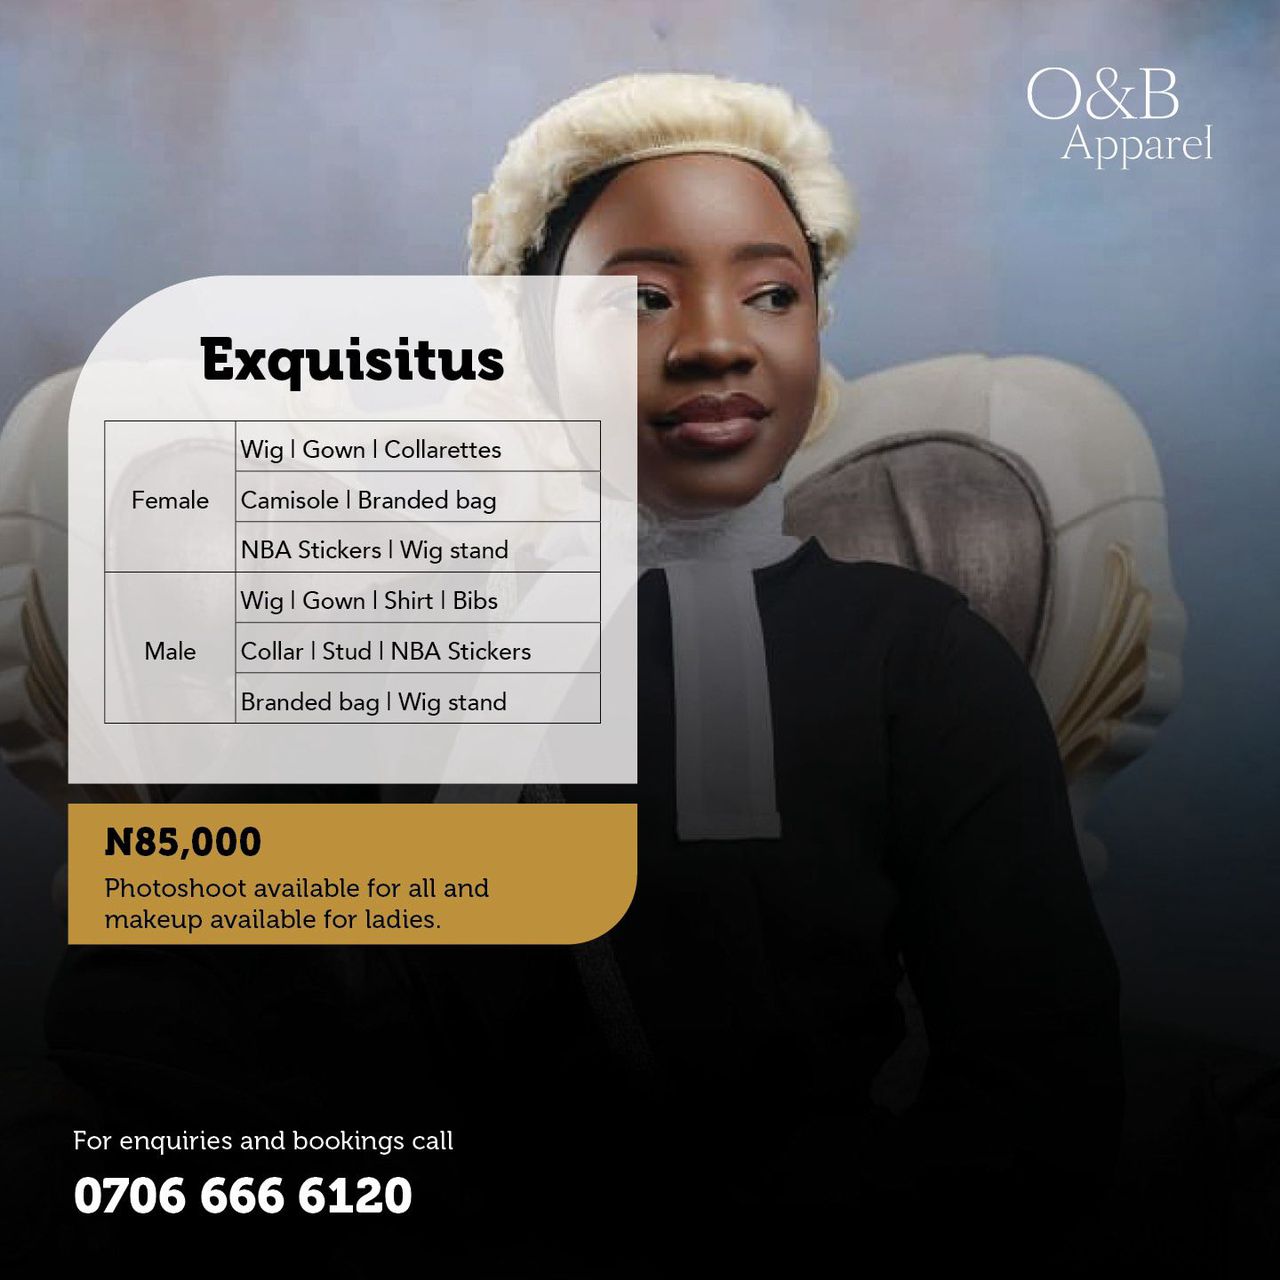 O&B
Apparel
Exquisitus
Female
Wig | Gown | Collarettes
Camisole | Branded bag
NBA Stickers | Wig stand
Male
Wig | Gown | Shirt | Bibs
Collar | Stud | NBA Stickers
Branded bag | Wig stand
N85,000
Photoshoot available for all and
makeup available for ladies.
For enquiries and bookings call
0706 666 6120